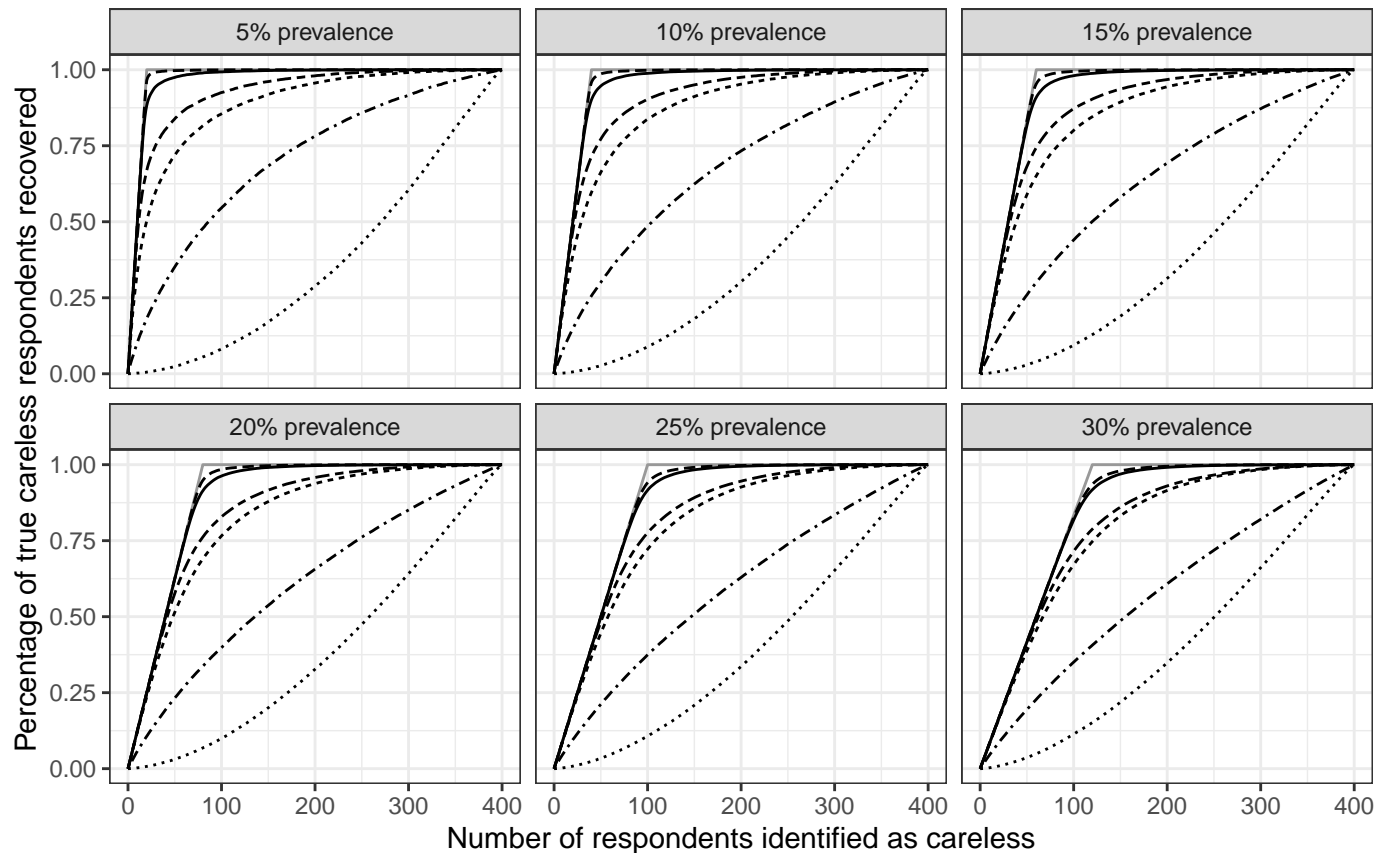 5% prevalence
10% prevalence
15% prevalence
1.00
0.75
0.50
0.25
0.00
20% prevalence
25% prevalence
30% prevalence
1.00
0.75
0.50
0.25
0.00
0 100 200 300 400
0 100 200 300 400
0 100 200 300 400
Number of respondents identified as careless
Percentage of true careless respondents recovered